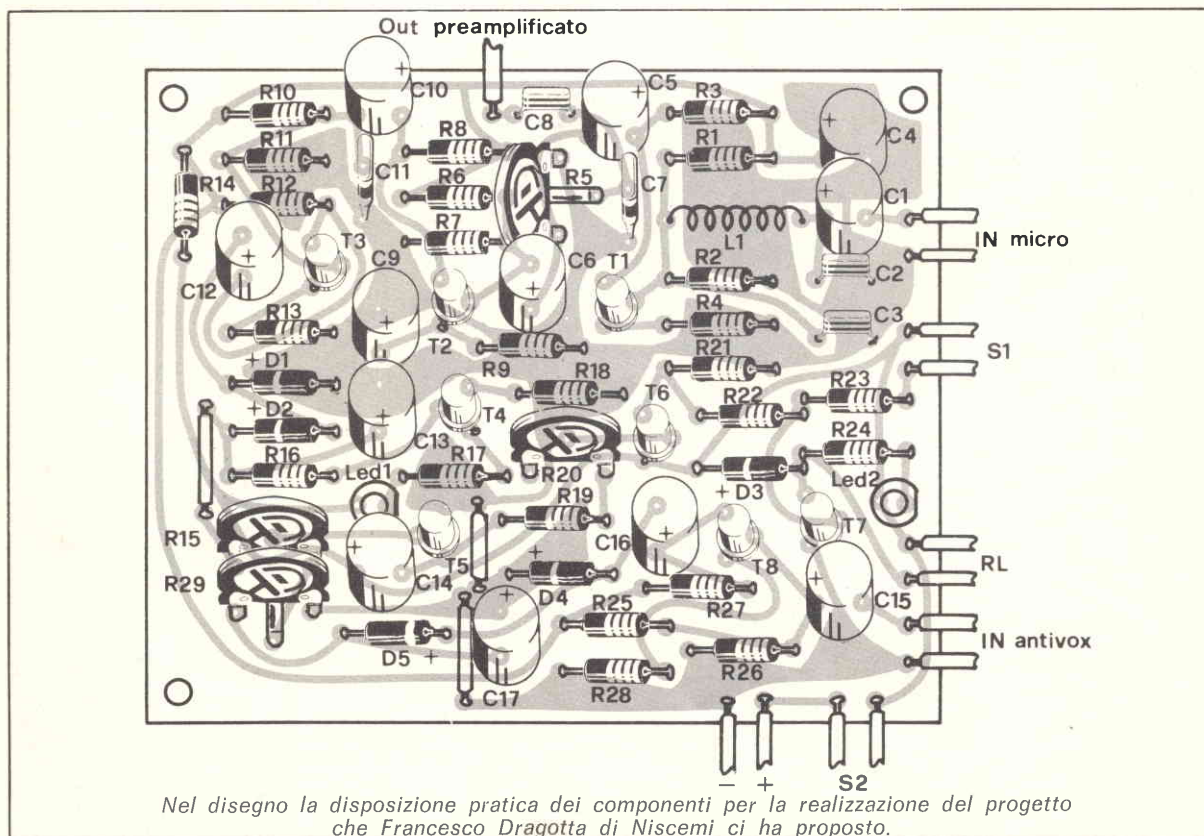 Out preamplificato
C10
C5
R3
C4
R10
C8
R8
R1
R11
C11
R5
C7
C1
R14
R12
R6
IN micro
R7
L1
T3
C9
C6
T1
R2
C2
C12
T2
R4
C3
R13
R9
R21
S1
D1
R18
R23
D2
T4
T6
R22
C13
R24
R16
Led1
R17
R20
D3
Led2
R15
R19
C16
T7
T5
T8
RL
R29
C14
D4
R27
C15
R25
IN antivox
D5
R26
C17
R28
− + S2
Nel disegno la disposizione pratica dei componenti per la realizzazione del progetto
che Francesco Dragotta di Niscemi ci ha proposto.